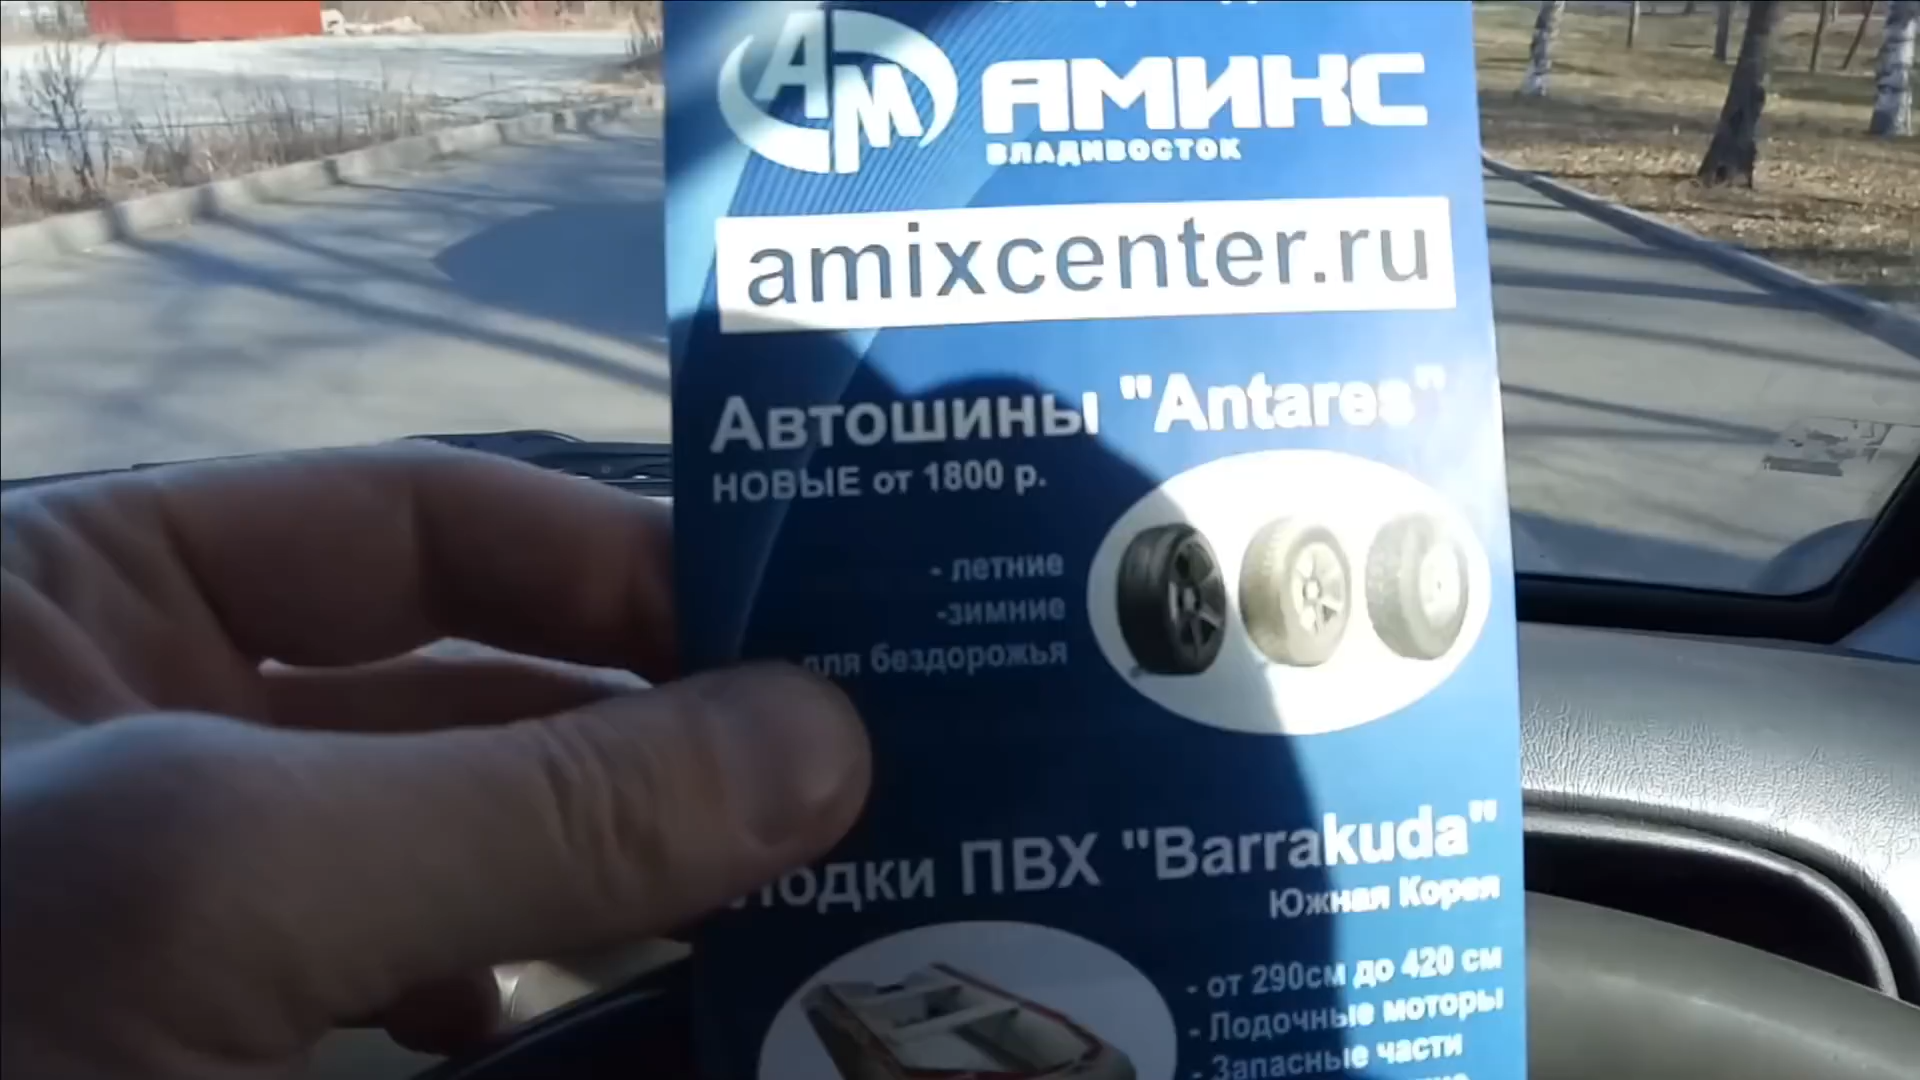 АМ
АМИКС
ВЛАДИВОСТОК
amixcenter.ru
Автошины "Antares"
НОВЫЕ от 1800 р.
- летние
-зимние
для бездорожья
Лодки ПВХ "Barrakuda"
Южная Корея
- от 290см до 420 см
- Лодочные моторы
- Запасные части